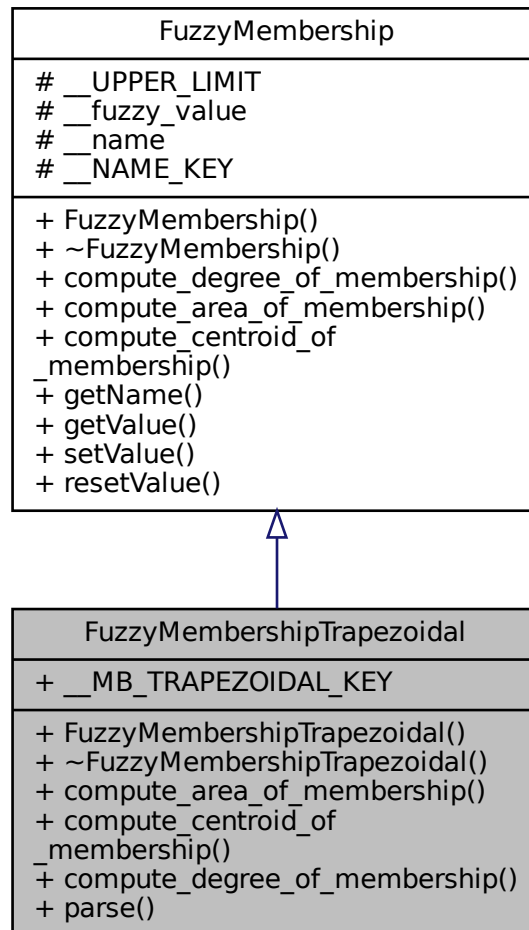 FuzzyMembership
# __UPPER_LIMIT
# __fuzzy_value
# __name
# __NAME_KEY
+ FuzzyMembership()
+ ~FuzzyMembership()
+ compute_degree_of_membership()
+ compute_area_of_membership()
+ compute_centroid_of
_membership()
+ getName()
+ getValue()
+ setValue()
+ resetValue()
FuzzyMembershipTrapezoidal
+ __MB_TRAPEZOIDAL_KEY
+ FuzzyMembershipTrapezoidal()
+ ~FuzzyMembershipTrapezoidal()
+ compute_area_of_membership()
+ compute_centroid_of
_membership()
+ compute_degree_of_membership()
+ parse()